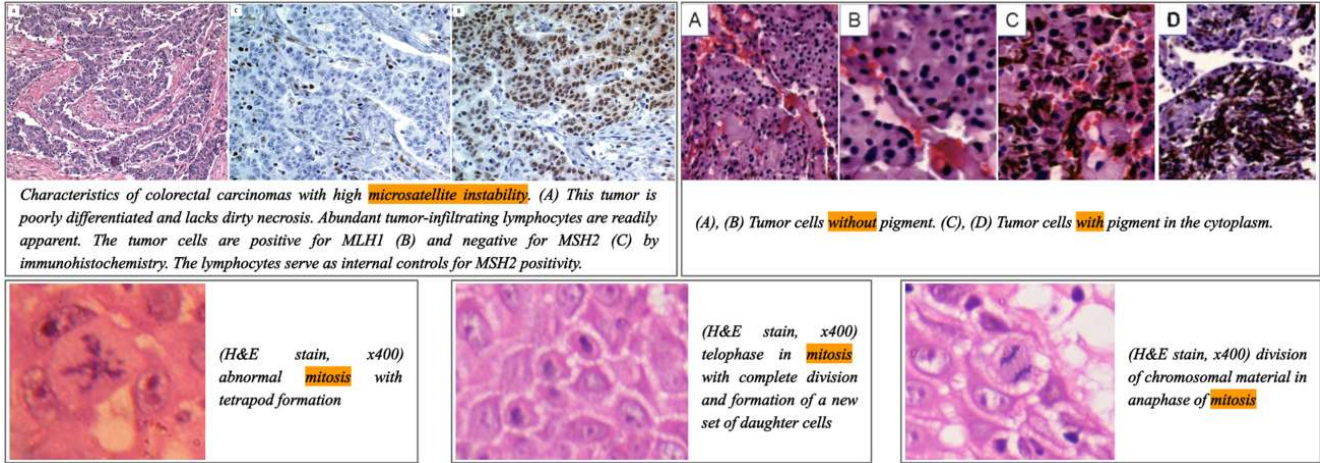 A
C
B
Characteristics of colorectal carcinomas with high microsatellite instability. (A) This tumor is
poorly differentiated and lacks dirty necrosis. Abundant tumor-infiltrating lymphocytes are readily
apparent. The tumor cells are positive for MLH1 (B) and negative for MSH2 (C) by
immunohistochemistry. The lymphocytes serve as internal controls for MSH2 positivity.
A
B
C
D
(A), (B) Tumor cells without pigment. (C), (D) Tumor cells with pigment in the cytoplasm.
(H&E stain, x400)
abnormal mitosis with
tetrapod formation
(H&E stain, x400)
telophase in mitosis
with complete division
and formation of a new
set of daughter cells
(H&E stain, x400) division
of chromosomal material in
anaphase of mitosis